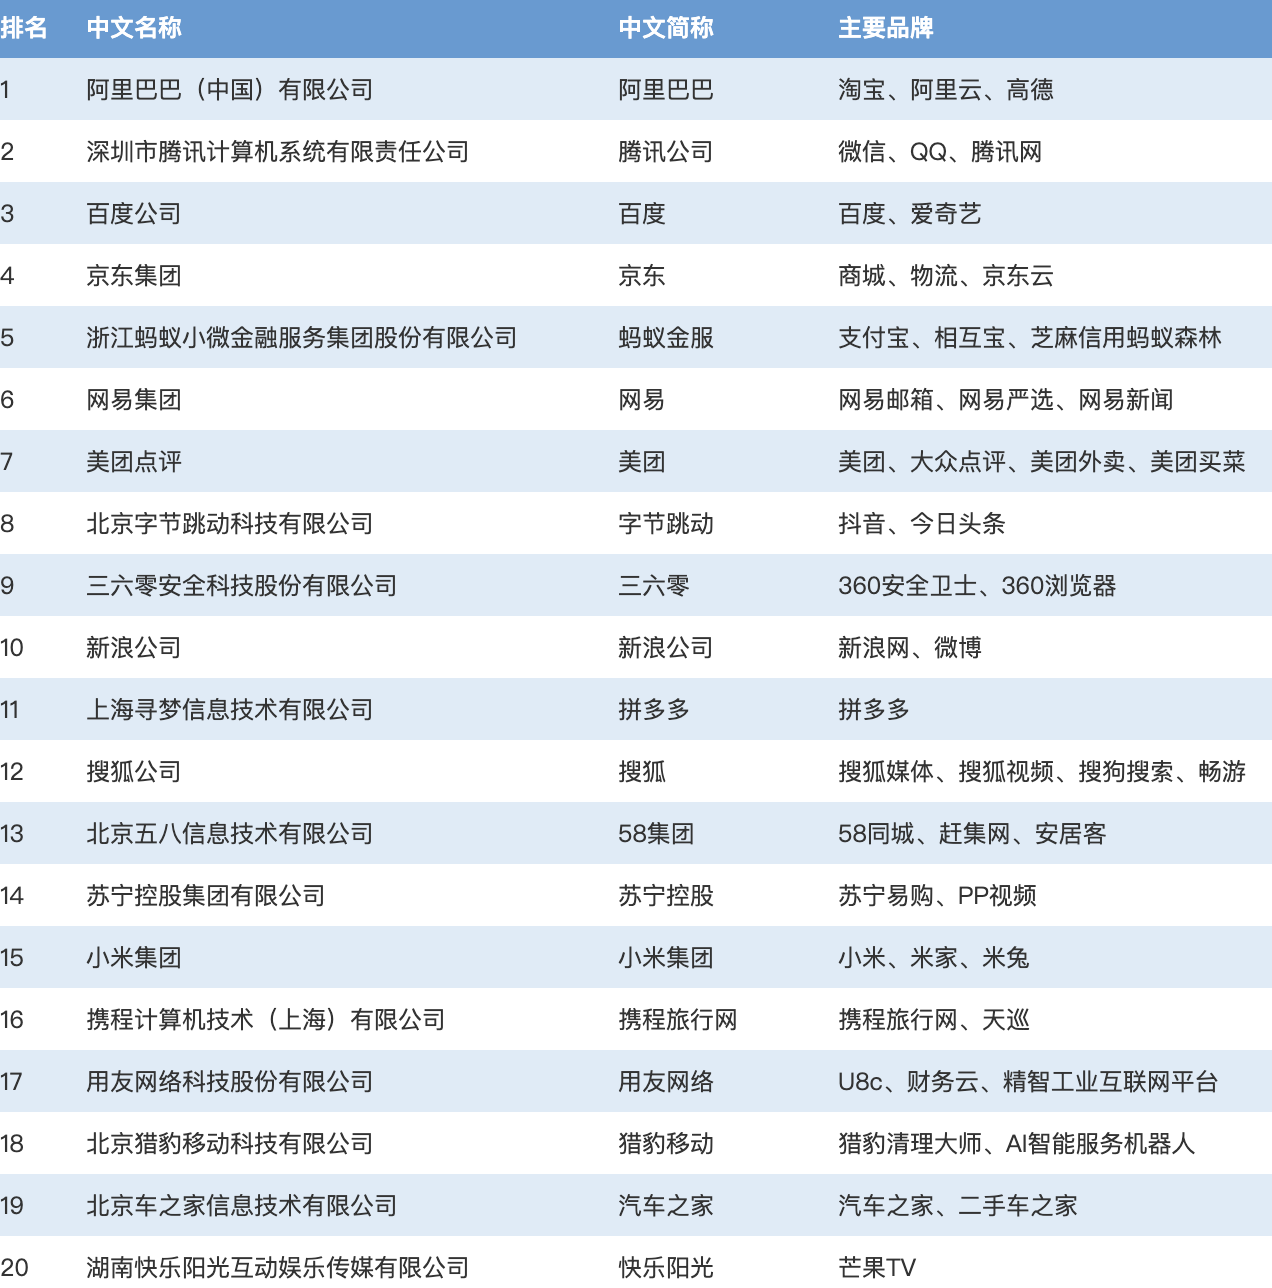 排名 中文名称 中文简称 主要品牌
1 阿里巴巴（中国）有限公司 阿里巴巴 淘宝、阿里云、高德
2 深圳市腾讯计算机系统有限责任公司 腾讯公司 微信、QQ、腾讯网
3 百度公司 百度 百度、爱奇艺
4 京东集团 京东 商城、物流、京东云
5 浙江蚂蚁小微金融服务集团股份有限公司 蚂蚁金服 支付宝、相互宝、芝麻信用蚂蚁森林
6 网易集团 网易 网易邮箱、网易严选、网易新闻
7 美团点评 美团 美团、大众点评、美团外卖、美团买菜
8 北京字节跳动科技有限公司 字节跳动 抖音、今日头条
9 三六零安全科技股份有限公司 三六零 360安全卫士、360浏览器
10 新浪公司 新浪公司 新浪网、微博
11 上海寻梦信息技术有限公司 拼多多 拼多多
12 搜狐公司 搜狐 搜狐媒体、搜狐视频、搜狗搜索、畅游
13 北京五八信息技术有限公司 58集团 58同城、赶集网、安居客
14 苏宁控股集团有限公司 苏宁控股 苏宁易购、PP视频
15 小米集团 小米集团 小米、米家、米兔
16 携程计算机技术（上海）有限公司 携程旅行网 携程旅行网、天巡
17 用友网络科技股份有限公司 用友网络 U8c、财务云、精智工业互联网平台
18 北京猎豹移动科技有限公司 猎豹移动 猎豹清理大师、AI智能服务机器人
19 北京车之家信息技术有限公司 汽车之家 汽车之家、二手车之家
20 湖南快乐阳光互动娱乐传媒有限公司 快乐阳光 芒果TV